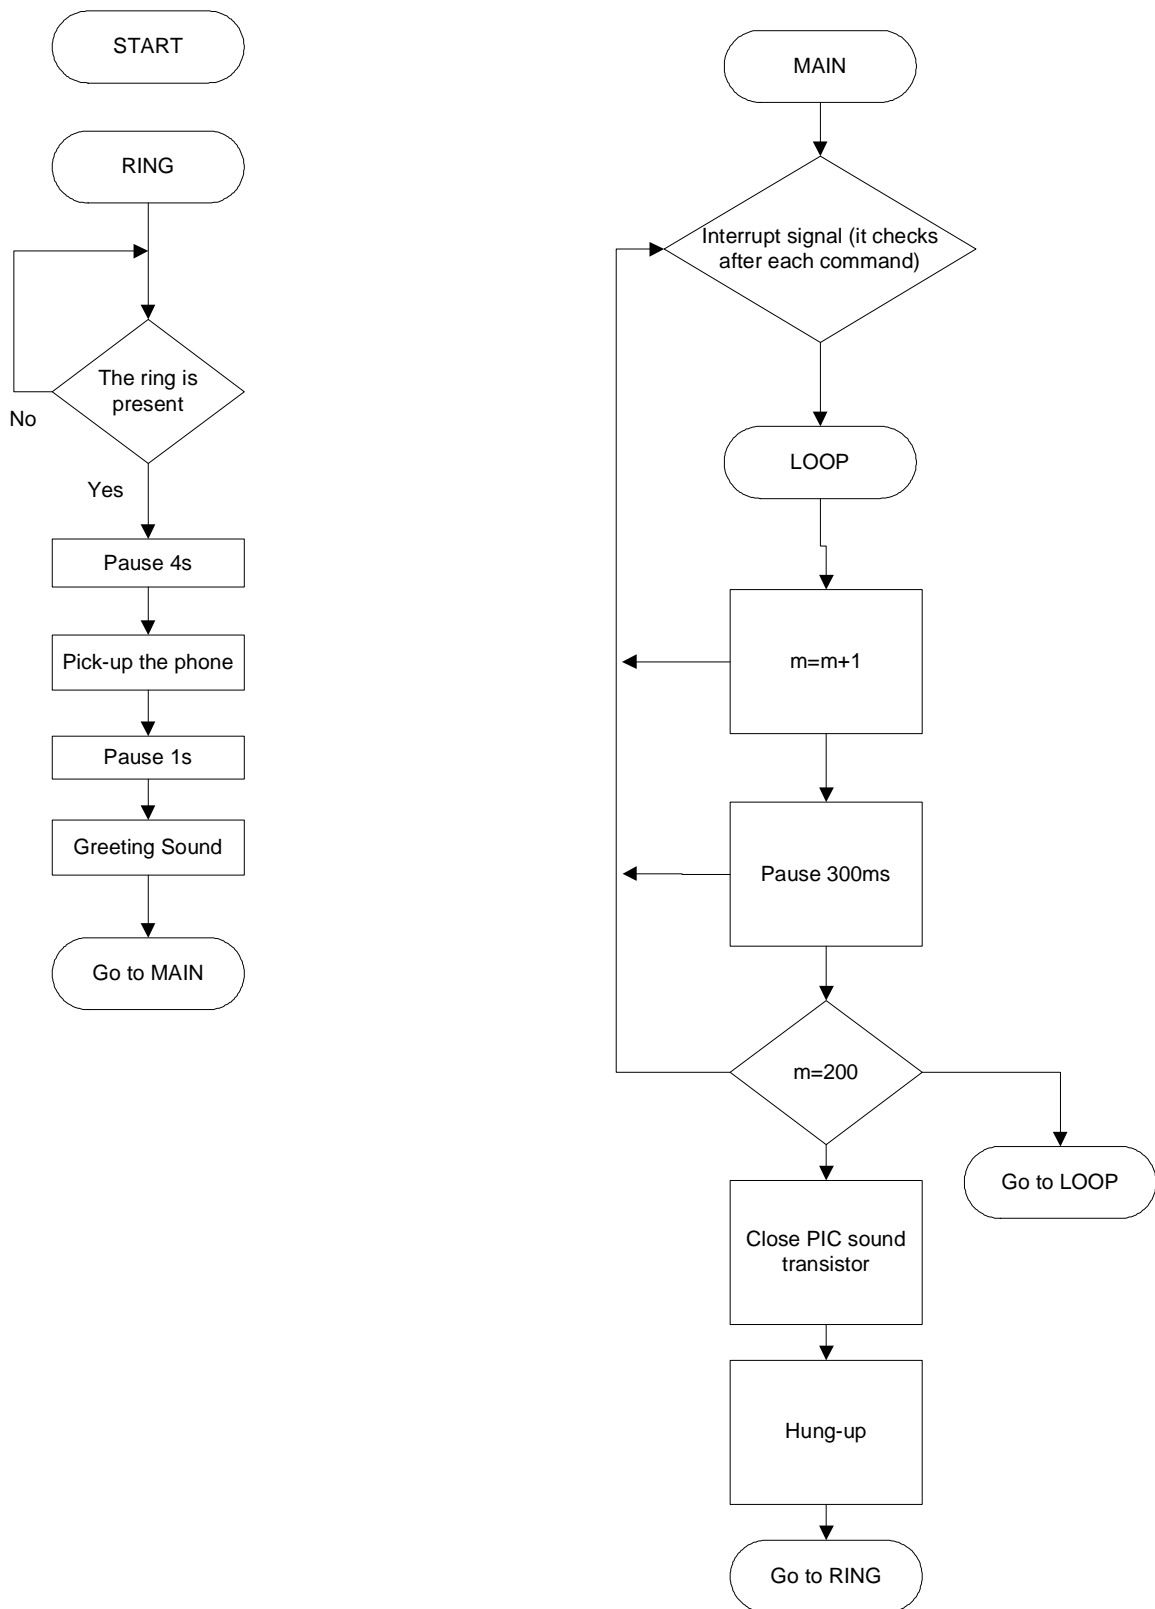 START
RING
The ring is
present
No
Yes
Pause 4s
Pick-up the phone
Pause 1s
Greeting Sound
Go to MAIN
MAIN
Interrupt signal (it checks
after each command)
LOOP
m=m+1
Pause 300ms
m=200
Go to LOOP
Close PIC sound
transistor
Hung-up
Go to RING